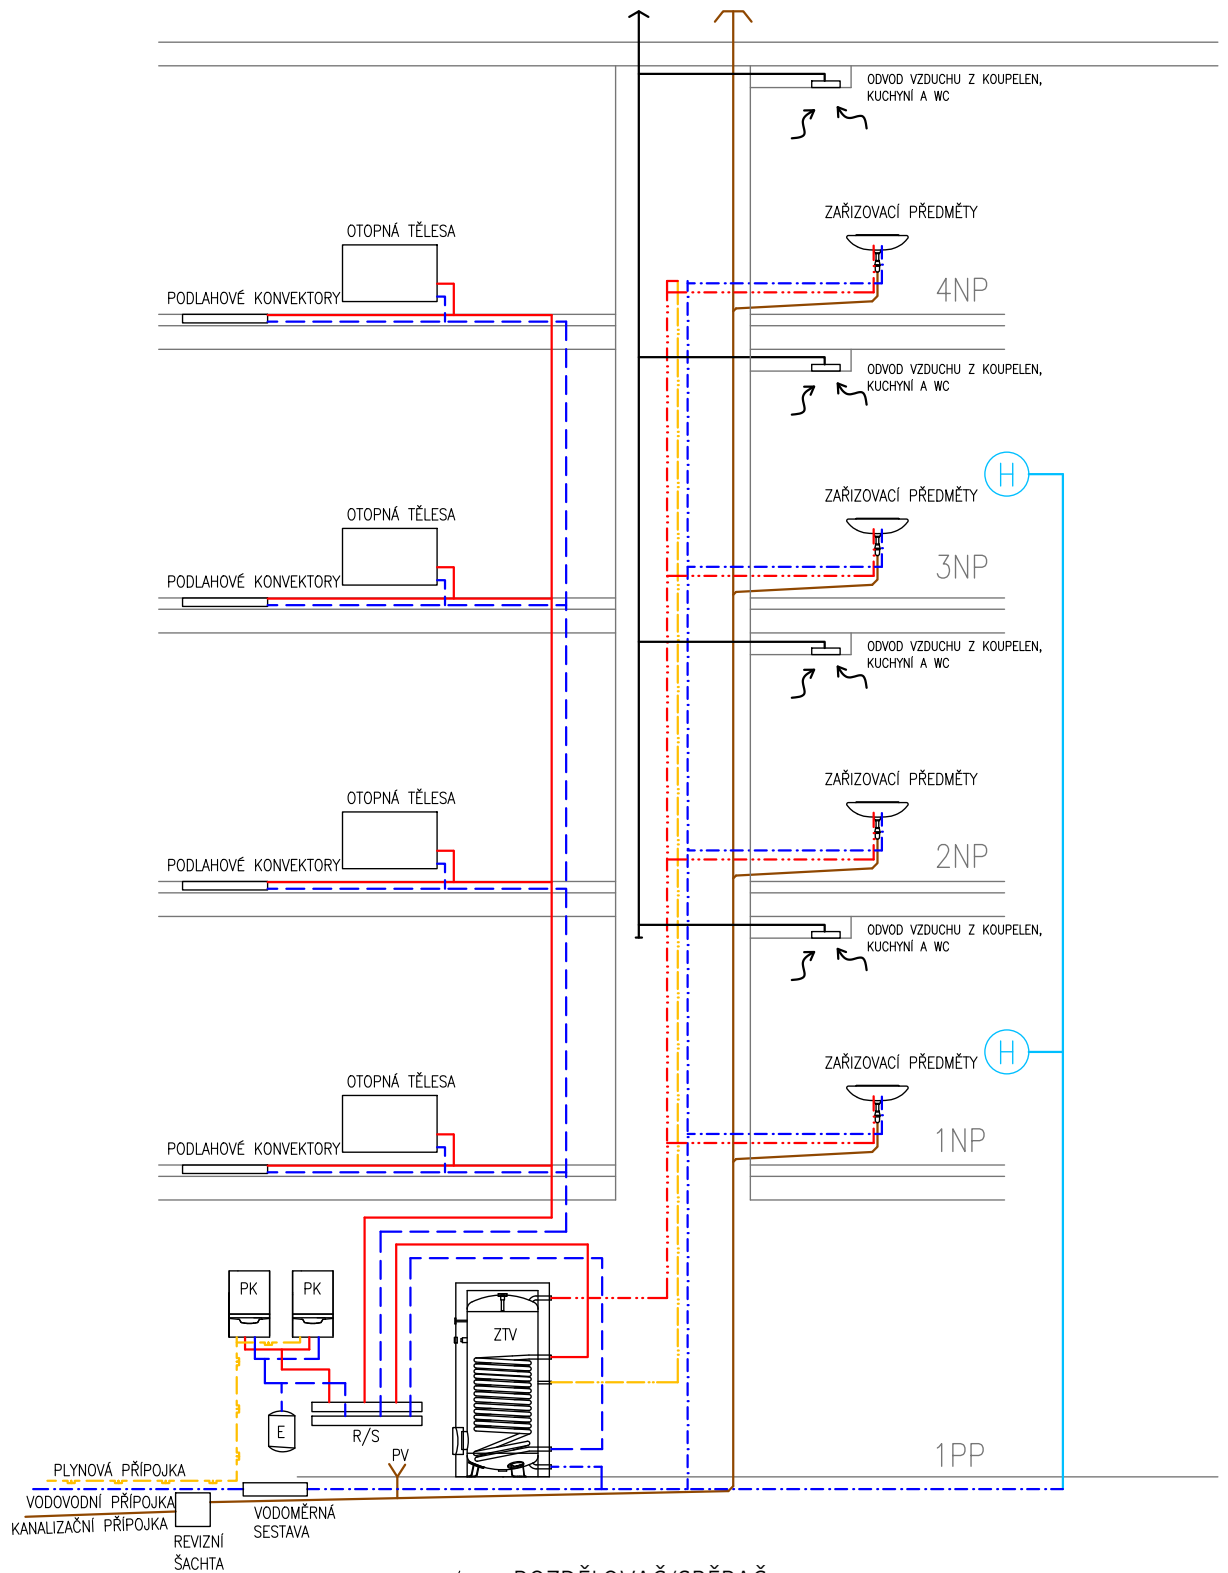 ODVOD VZDUCHU Z KOUPELEN,
KUCHYNÍ A WC
ZAŘIZOVACÍ PŘEDMĚTY
OTOPNÁ TĚLESA
4NP
PODLAHOVÉ KONVEKTORY
ODVOD VZDUCHU Z KOUPELEN,
KUCHYNÍ A WC
H
ZAŘIZOVACÍ PŘEDMĚTY
OTOPNÁ TĚLESA
3NP
PODLAHOVÉ KONVEKTORY
ODVOD VZDUCHU Z KOUPELEN,
KUCHYNÍ A WC
ZAŘIZOVACÍ PŘEDMĚTY
OTOPNÁ TĚLESA
2NP
PODLAHOVÉ KONVEKTORY
ODVOD VZDUCHU Z KOUPELEN,
KUCHYNÍ A WC
H
ZAŘIZOVACÍ PŘEDMĚTY
OTOPNÁ TĚLESA
1NP
PODLAHOVÉ KONVEKTORY
PK
PK
ZTV
E
R/S
PV
1PP
PLYNOVÁ PŘÍPOJKA
VODOVODNÍ PŘÍPOJKA
KANALIZAČNÍ PŘÍPOJKA
VODOMĚRNÁ
SESTAVA
REVIZNÍ
ŠACHTA